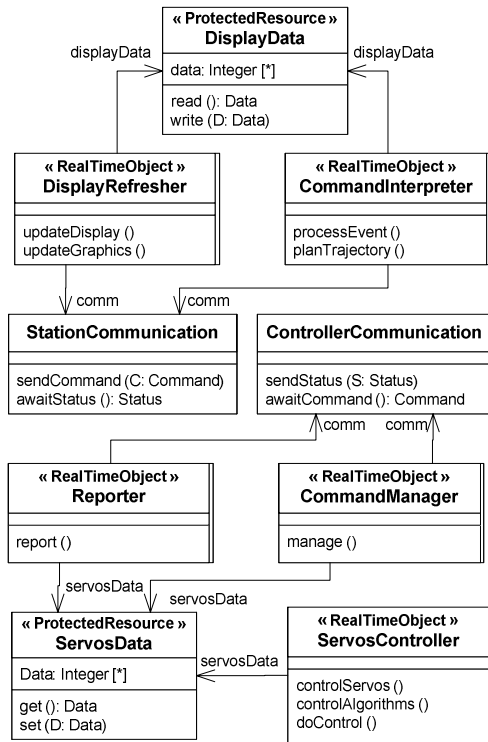 « ProtectedResource »
DisplayData
displayData
displayData
data: Integer [*]
read (): Data
write (D: Data)
« RealTimeObject »
DisplayRefresher
updateDisplay ()
updateGraphics ()
« RealTimeObject »
CommandInterpreter
processEvent ()
planTrajectory ()
comm
comm
StationCommunication
sendCommand (C: Command)
awaitStatus (): Status
ControllerCommunication
sendStatus (S: Status)
awaitCommand (): Command
comm
comm
« RealTimeObject »
Reporter
report ()
« RealTimeObject »
CommandManager
manage ()
servosData
servosData
« ProtectedResource »
ServosData
Data: Integer [*]
get (): Data
set (D: Data)
servosData
« RealTimeObject »
ServosController
controlServos ()
controlAlgorithms ()
doControl ()